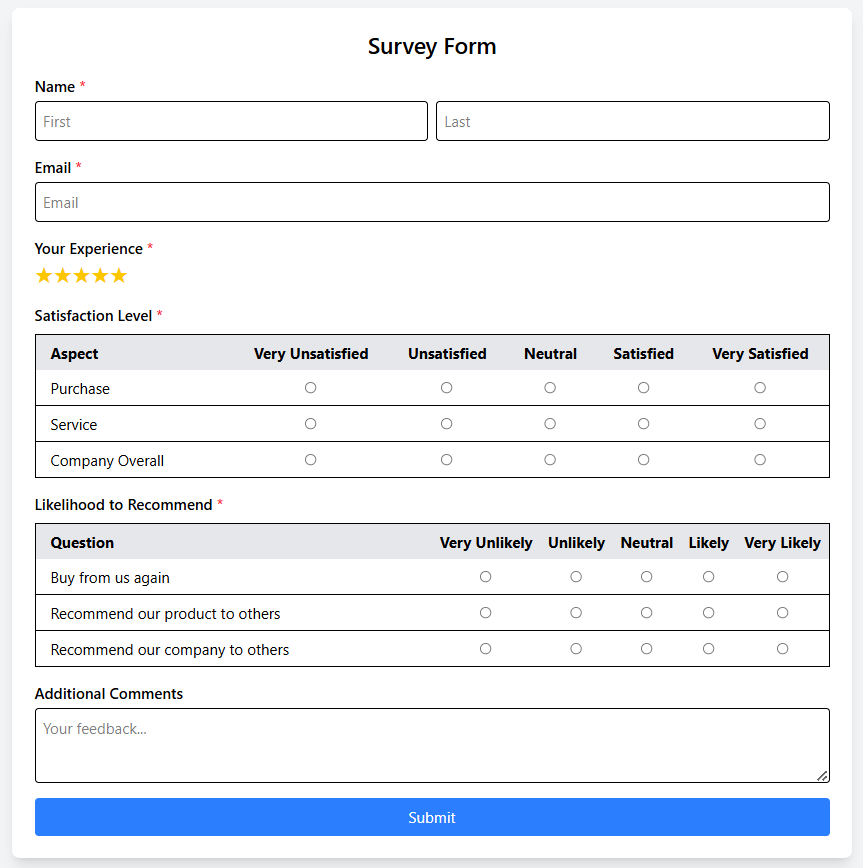 Survey Form
Name *
First Last
Email *
Email
Your Experience *
★★★★★
Satisfaction Level *
Aspect Very Unsatisfied Unsatisfied Neutral Satisfied Very Satisfied
Purchase
Service
Company Overall
Likelihood to Recommend *
Question Very Unlikely Unlikely Neutral Likely Very Likely
Buy from us again
Recommend our product to others
Recommend our company to others
Additional Comments
Your feedback...
Submit